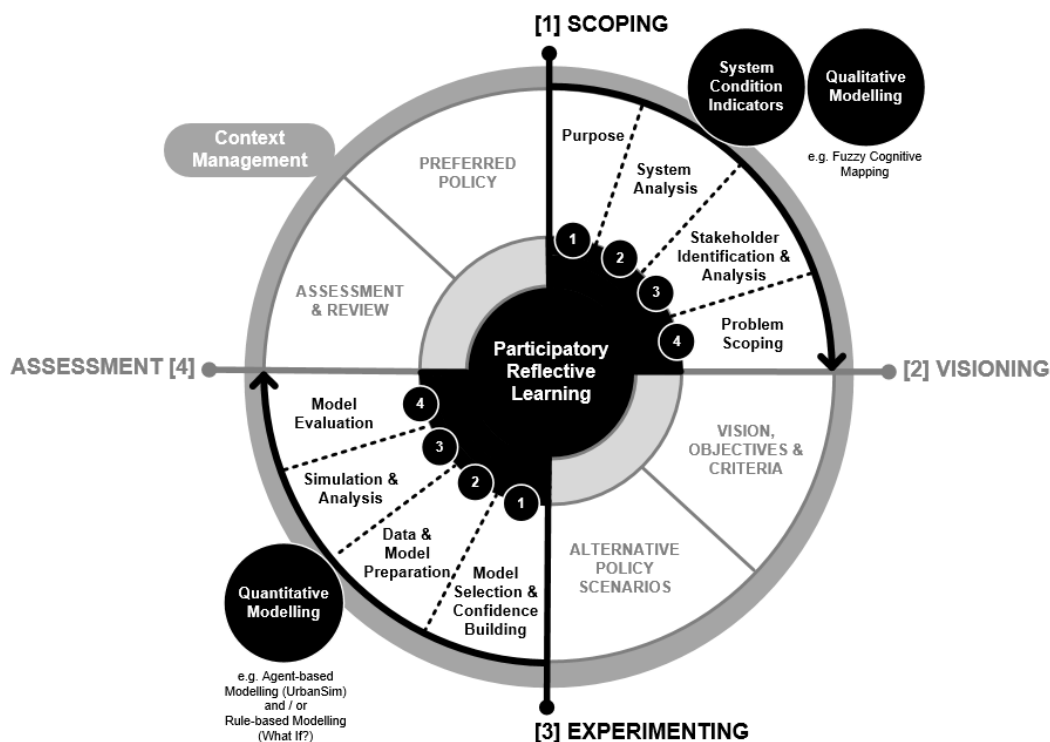 [1] SCOPING
System
Condition
Indicators
Qualitative
Modelling
e.g. Fuzzy Cognitive
Mapping
Context
Management
PREFERRED
POLICY
Purpose
System
Analysis
Stakeholder
Identification &
Analysis
Problem
Scoping
1
2
3
4
ASSESSMENT
& REVIEW
Participatory
Reflective
Learning
ASSESSMENT [4]
[2] VISIONING
VISION,
OBJECTIVES &
CRITERIA
ALTERNATIVE
POLICY
SCENARIOS
Model
Evaluation
Simulation &
Analysis
Data &
Model
Preparation
Model
Selection &
Confidence
Building
4
3
2
1
Quantitative
Modelling
e.g. Agent-based
Modelling (UrbanSim)
and / or
Rule-based Modelling
(What If?)
[3] EXPERIMENTING